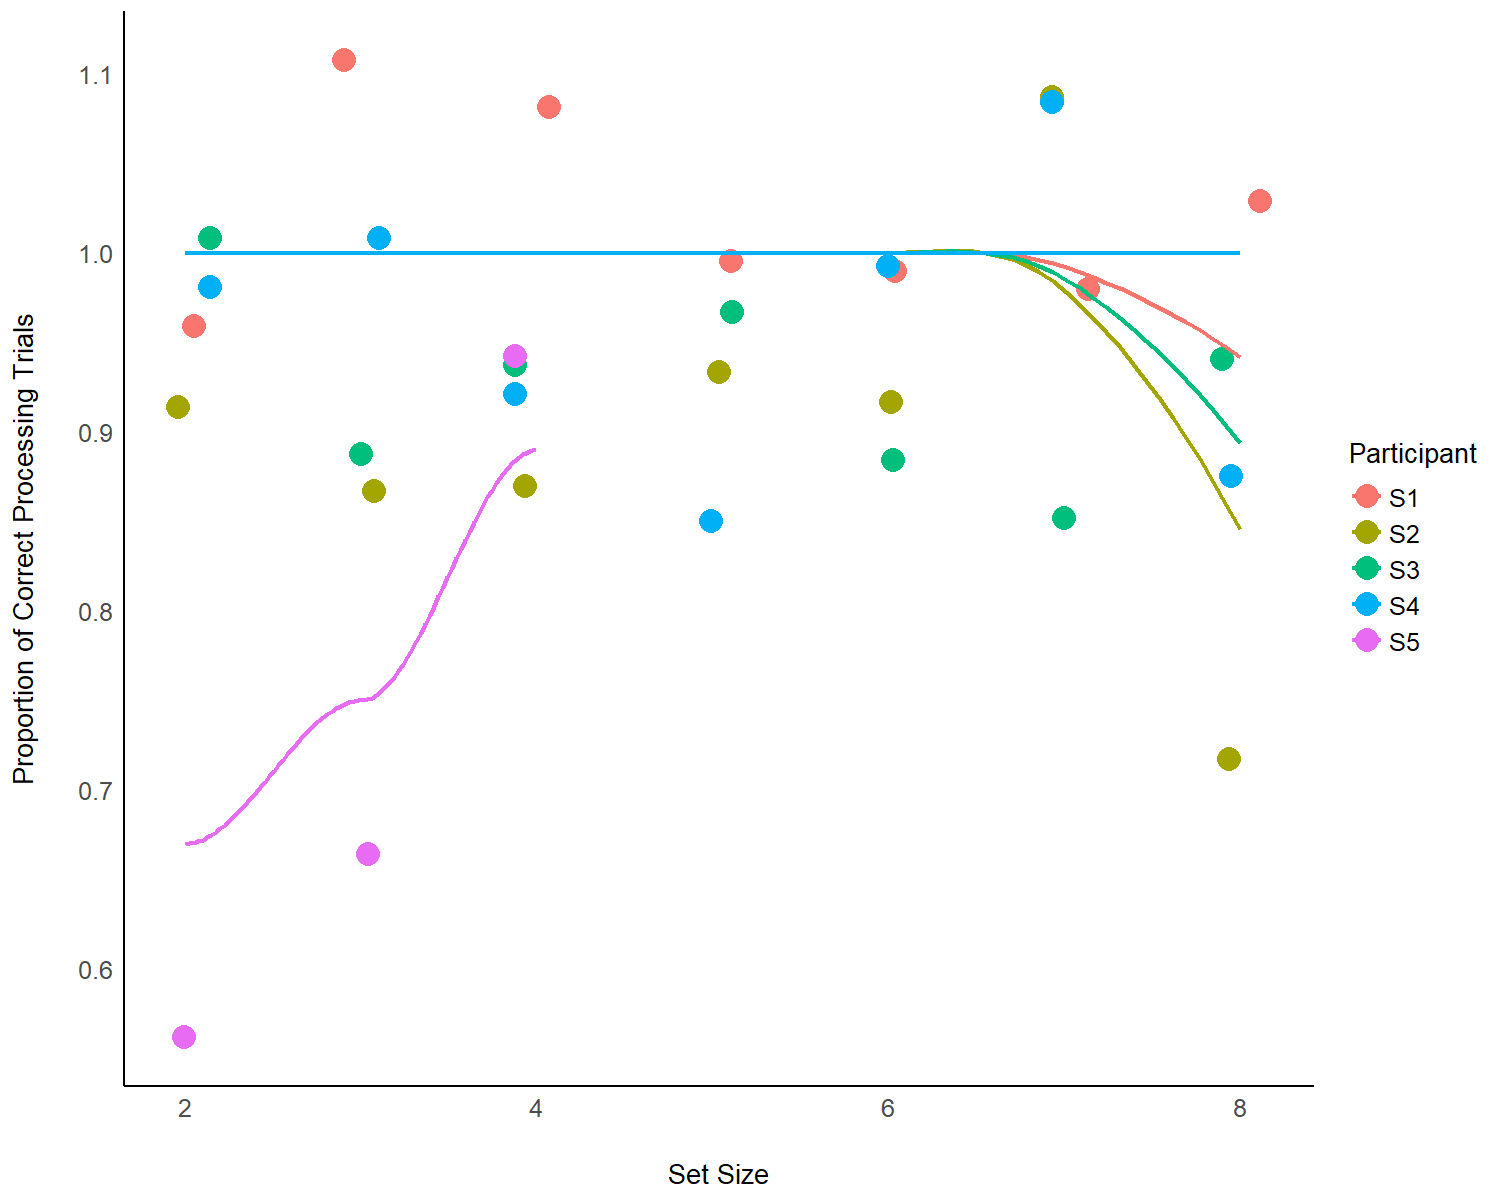 1.1
1.0
0.9
0.8
0.7
0.6
Proportion of Correct Processing Trials
2 4 6 8
Set Size
Participant
S1
S2
S3
S4
S5